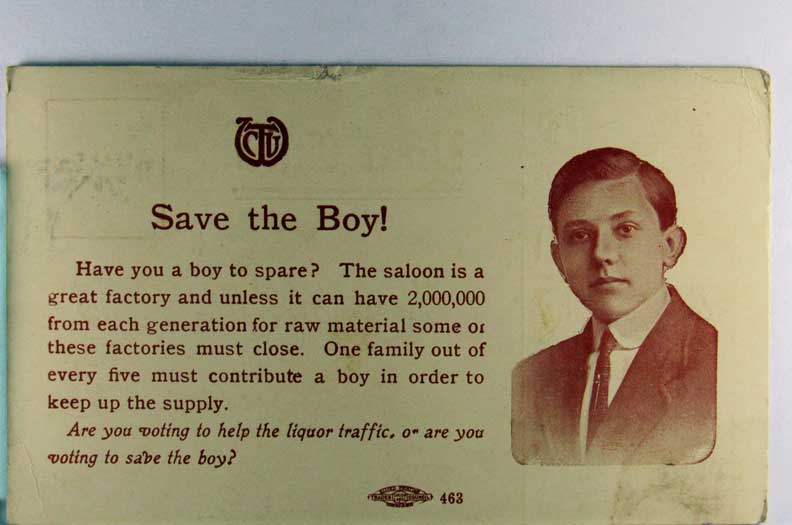 WCTU
Save the Boy!
Have you a boy to spare? The saloon is a
great factory and unless it can have 2,000,000
from each generation for raw material some or
these factories must close. One family out of
every five must contribute a boy in order to
keep up the supply.
Are you voting to help the liquor traffic, or are you
voting to save the boy?
TRADES COUNCIL 463